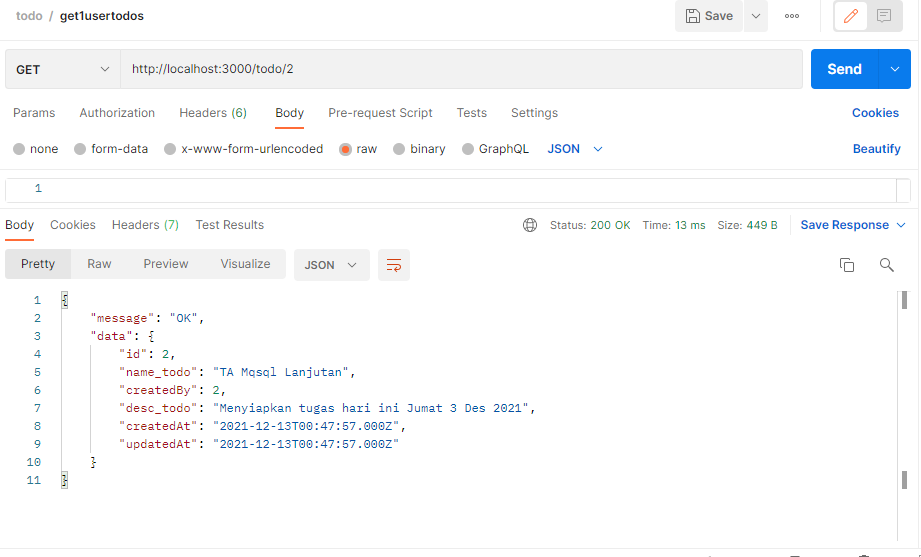 todo / get1usertodos Save ooo
GET http://localhost:3000/todo/2 Send
Params Authorization Headers (6) Body Pre-request Script Tests Settings Cookies
none form-data x-www-form-urlencoded raw binary GraphQL JSON Beautify
1
Body Cookies Headers (7) Test Results Status: 200 OK Time: 13 ms Size: 449 B Save Response
Pretty Raw Preview Visualize JSON
1 {
2 "message": "OK",
3 "data": {
4 "id": 2,
5 "name_todo": "TA Mqsql Lanjutan",
6 "createdBy": 2,
7 "desc_todo": "Menyiapkan tugas hari ini Jumat 3 Des 2021",
8 "createdAt": "2021-12-13T00:47:57.000Z",
9 "updatedAt": "2021-12-13T00:47:57.000Z"
10 }
11 }